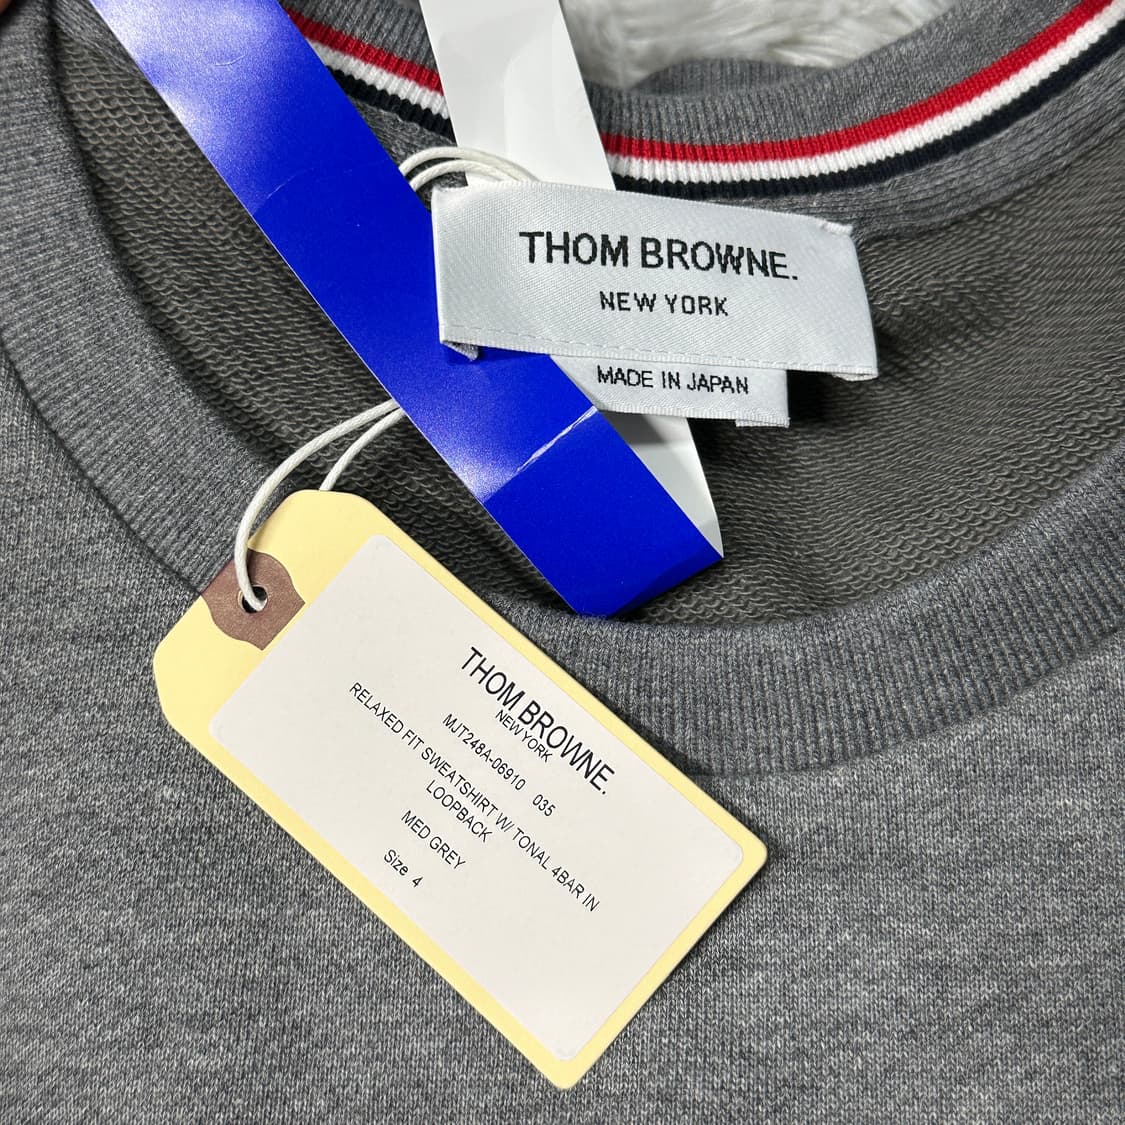 THOM BROWNE.
NEW YORK
MADE IN JAPAN
THOM BROWNE.
NEW YORK
MJT248A-06910 035
RELAXED FIT SWEATSHIRT W/ TONAL 4BAR IN
LOOPBACK
MED GREY
Size 4